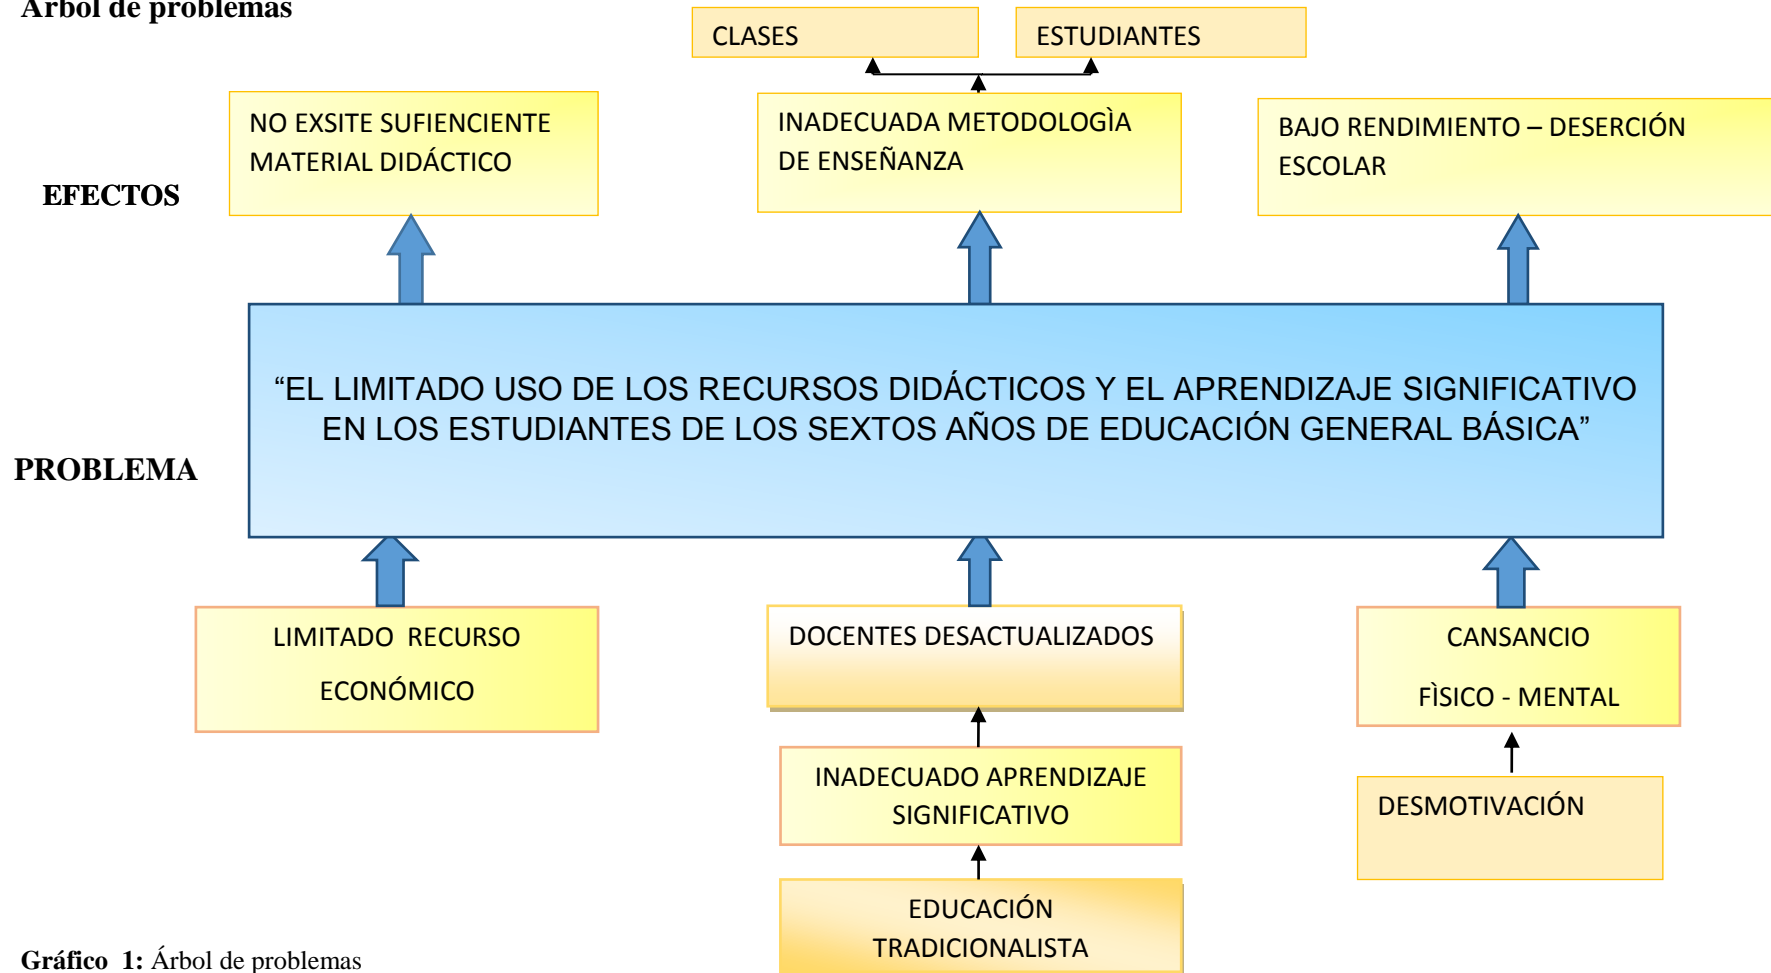 Árbol de problemas
CLASES
ESTUDIANTES
NO EXSITE SUFIENCIENTE
MATERIAL DIDÁCTICO
INADECUADA METODOLOGÌA
DE ENSEÑANZA
BAJO RENDIMIENTO – DESERCIÓN
ESCOLAR
EFECTOS
“EL LIMITADO USO DE LOS RECURSOS DIDÁCTICOS Y EL APRENDIZAJE SIGNIFICATIVO
EN LOS ESTUDIANTES DE LOS SEXTOS AÑOS DE EDUCACIÓN GENERAL BÁSICA”
PROBLEMA
LIMITADO RECURSO
ECONÓMICO
DOCENTES DESACTUALIZADOS
CANSANCIO
FÌSICO - MENTAL
INADECUADO APRENDIZAJE
SIGNIFICATIVO
DESMOTIVACIÓN
EDUCACIÓN
TRADICIONALISTA
Gráfico 1: Árbol de problemas